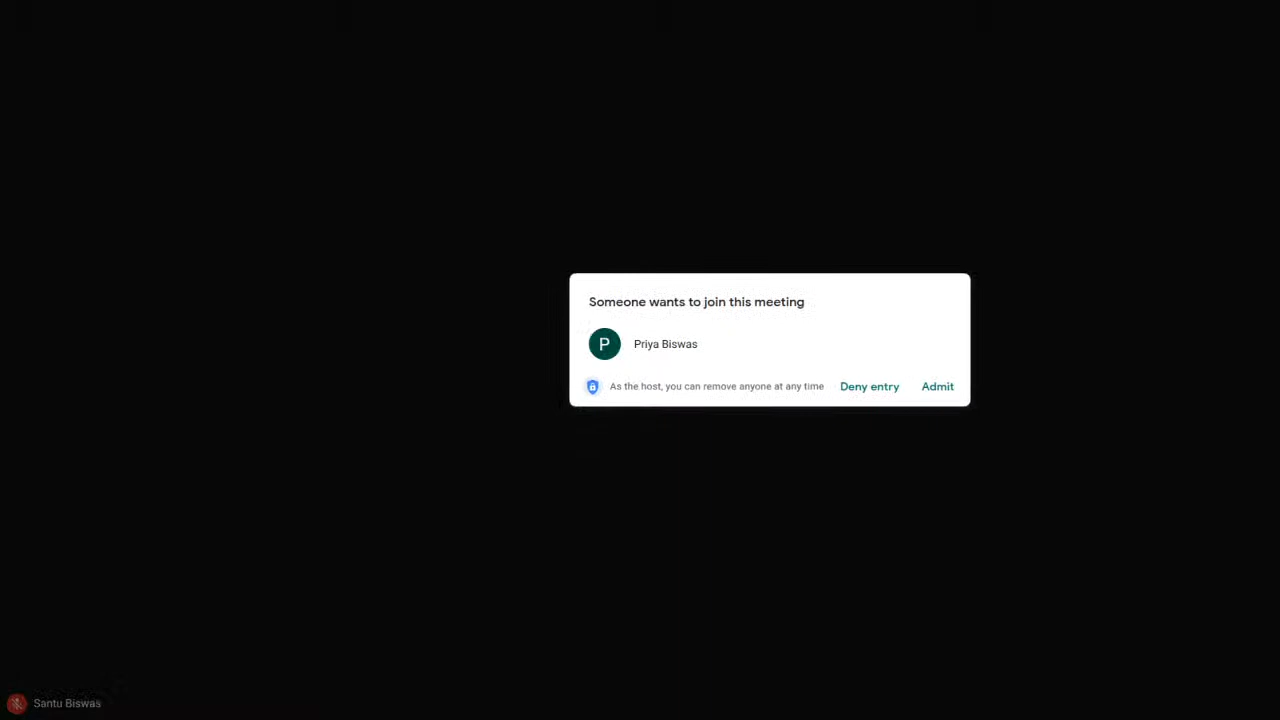 Someone wants to join this meeting
P
Priya Biswas
As the host, you can remove anyone at any time
Deny entry
Admit
Santu Biswas